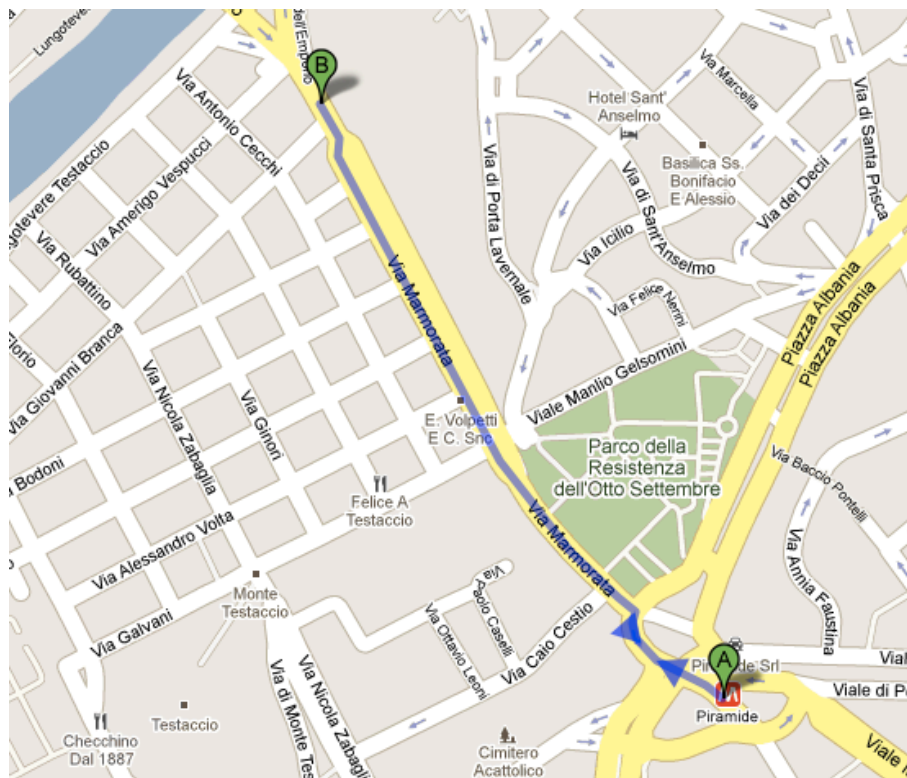 Lungotevere
dell'Emporio
B
Via Marmorata
Via Marcella
Hotel Sant'
Anselmo
Via di Santa Prisca
Via Antonio Cecchi
Basilica Ss.
Bonifacio
E Alessio
Via dei Decii
Via di Porta Lavernale
Via di Sant'Anselmo
Via Icilio
Via Amerigo Vespucci
gotevere Testaccio
Via Rubattino
Via Felice Nerini
Piazza Albania
Piazza Albania
Florio
Via Giovanni Branca
Viale Manlio Gelsomini
Via Nicola Zabaglia
Via Ginori
E. Volpetti
E C. Snc
Parco della
Resistenza
dell'Otto Settembre
Via Baccio Pontelli
Bodoni
Felice A
Testaccio
Via Alessandro Volta
Via Marmorata
Via Annia Faustina
Monte
Testaccio
Via
Paolo Caselli
Via Ottavio Leoni
Via Caio Cestio
Via Galvani
A
Piramide Srl
Viale
Viale di P
Piramide
Via Nicola Zabaglia
Via di Monte Tes
Testaccio
Checchino
Dal 1887
Cimitero
Acattolico
Viale